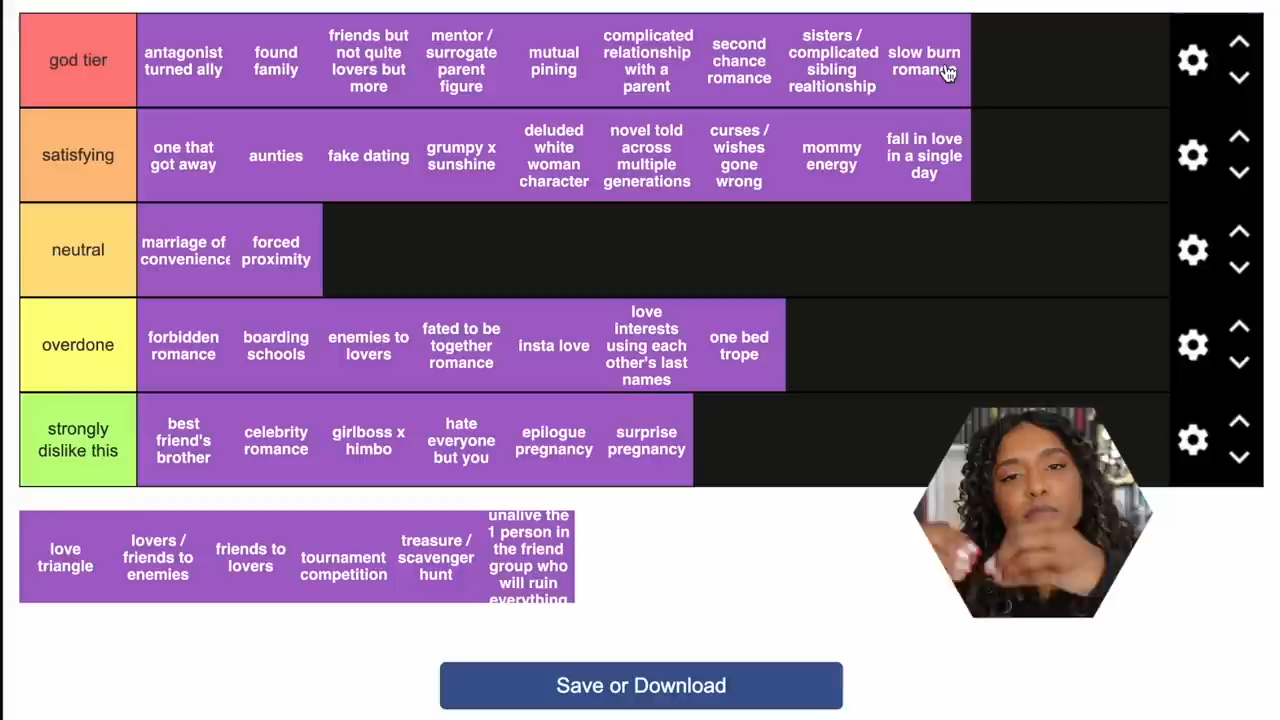 god tier
antagonist
turned ally
found
family
friends but
not quite
lovers but
more
mentor /
surrogate
parent
figure
mutual
pining
complicated
relationship
with a
parent
second
chance
romance
sisters /
complicated
sibling
realtionship
slow burn
romance
satisfying
one that
got away
aunties
fake dating
grumpy x
sunshine
deluded
white
woman
character
novel told
across
multiple
generations
curses /
wishes
gone
wrong
mommy
energy
fall in love
in a single
day
neutral
marriage of
convenience
forced
proximity
overdone
forbidden
romance
boarding
schools
enemies to
lovers
fated to be
together
romance
insta love
love
interests
using each
other's last
names
one bed
trope
strongly
dislike this
best
friend's
brother
celebrity
romance
girlboss x
himbo
hate
everyone
but you
epilogue
pregnancy
surprise
pregnancy
love
triangle
lovers /
friends to
enemies
friends to
lovers
tournament
competition
treasure /
scavenger
hunt
unalive the
1 person in
the friend
group who
will ruin
everything
Save or Download